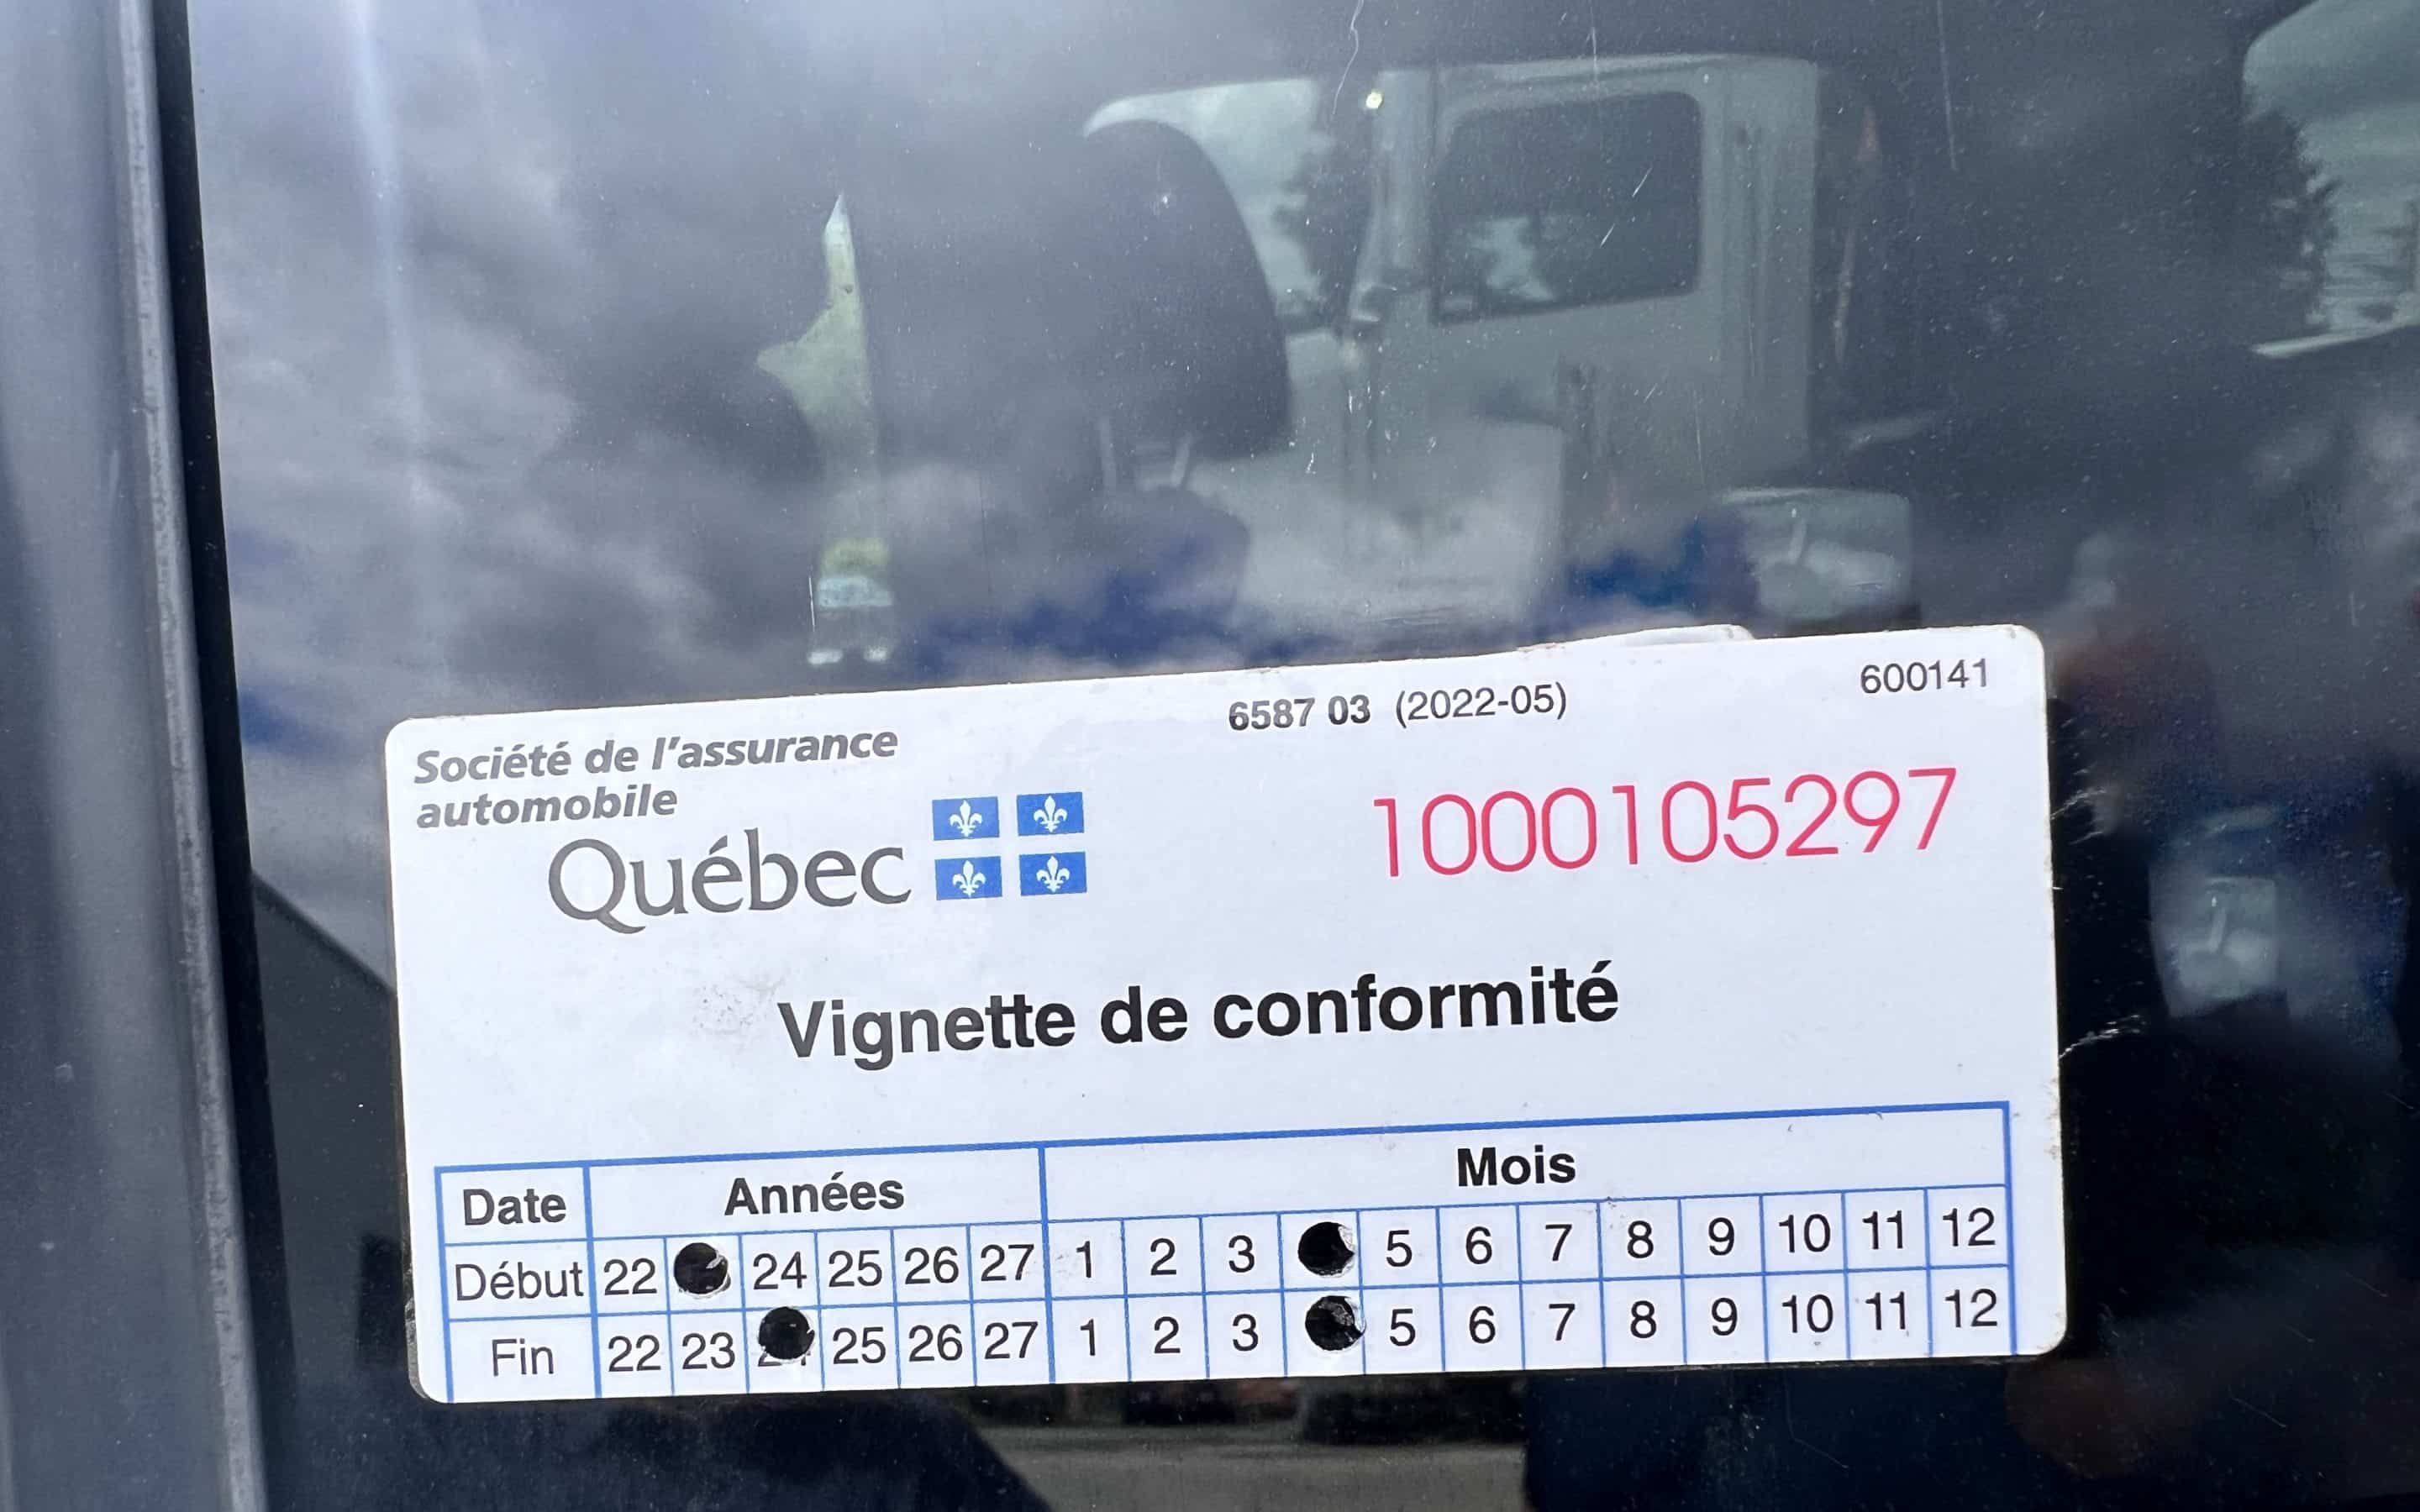 6587 03 (2022-05)
600141
Société de l'assurance
automobile
Québec
1000105297
Vignette de conformité
Date Années Mois
Début 22 24 25 26 27 1 2 3 5 6 7 8 9 10 11 12
Fin 22 23 25 26 27 1 2 3 5 6 7 8 9 10 11 12